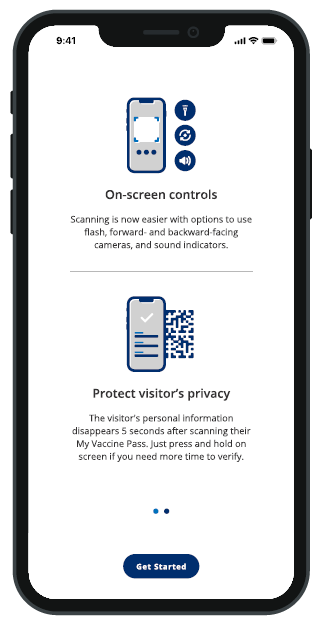 9:41
On-screen controls
Scanning is now easier with options to use
flash, forward- and backward-facing
cameras, and sound indicators.
Protect visitor’s privacy
The visitor’s personal information
disappears 5 seconds after scanning their
My Vaccine Pass. Just press and hold on
screen if you need more time to verify.
Get Started